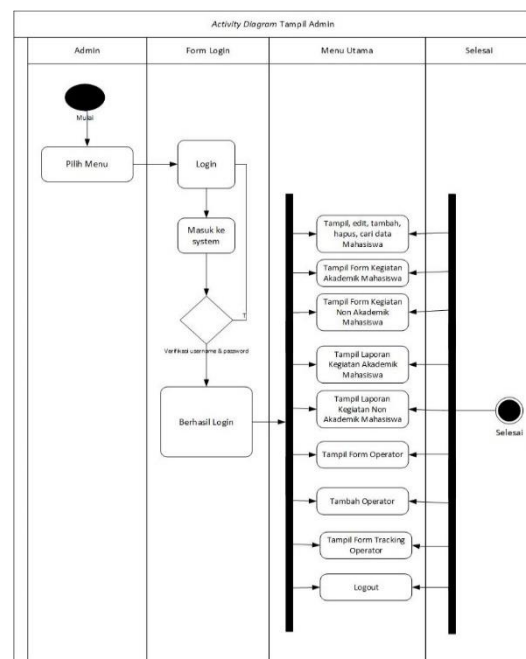 Activity Diagram Tampil Admin
Admin
Form Login
Menu Utama
Selesai
Mulai
Pilih Menu
Login
Masuk ke
system
T
Verifikasi username & password
Berhasil Login
Tampil, edit, tambah,
hapus, cari data
Mahasiswa
Tampil Form Kegiatan
Akademik Mahasiswa
Tampil Form Kegiatan
Non Akademik
Mahasiswa
Tampil Laporan
Kegiatan Akademik
Mahasiswa
Tampil Laporan
Kegiatan Non
Akademik Mahasiswa
Tampil Form Operator
Tambah Operator
Tampil Form Tracking
Operator
Logout
Selesai